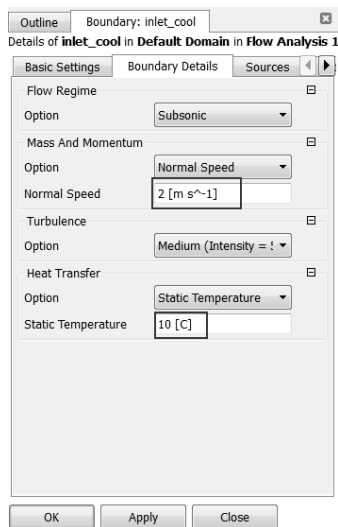 Outline Boundary: inlet_cool
Details of inlet_cool in Default Domain in Flow Analysis 1
Basic Settings Boundary Details Sources
Flow Regime
Option Subsonic
Mass And Momentum
Option Normal Speed
Normal Speed 2 [m s^-1]
Turbulence
Option Medium (Intensity =
Heat Transfer
Option Static Temperature
Static Temperature 10 [C]
OK Apply Close